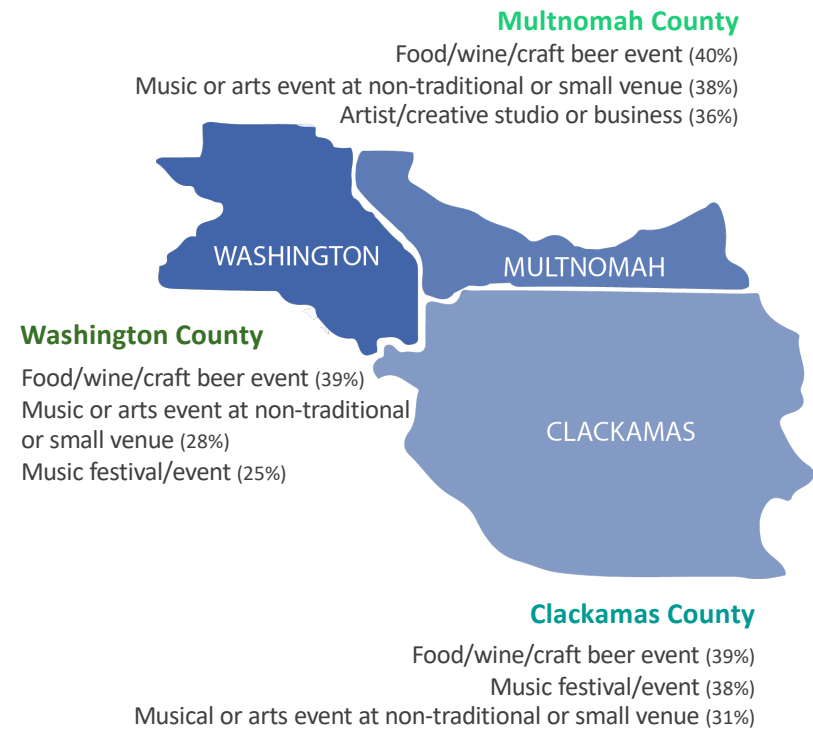 Multnomah County
Food/wine/craft beer event (40%)
Music or arts event at non-traditional or small venue (38%)
Artist/creative studio or business (36%)
WASHINGTON
MULTNOMAH
Washington County
Food/wine/craft beer event (39%)
Music or arts event at non-traditional
or small venue (28%)
Music festival/event (25%)
CLACKAMAS
Clackamas County
Food/wine/craft beer event (39%)
Music festival/event (38%)
Musical or arts event at non-traditional or small venue (31%)